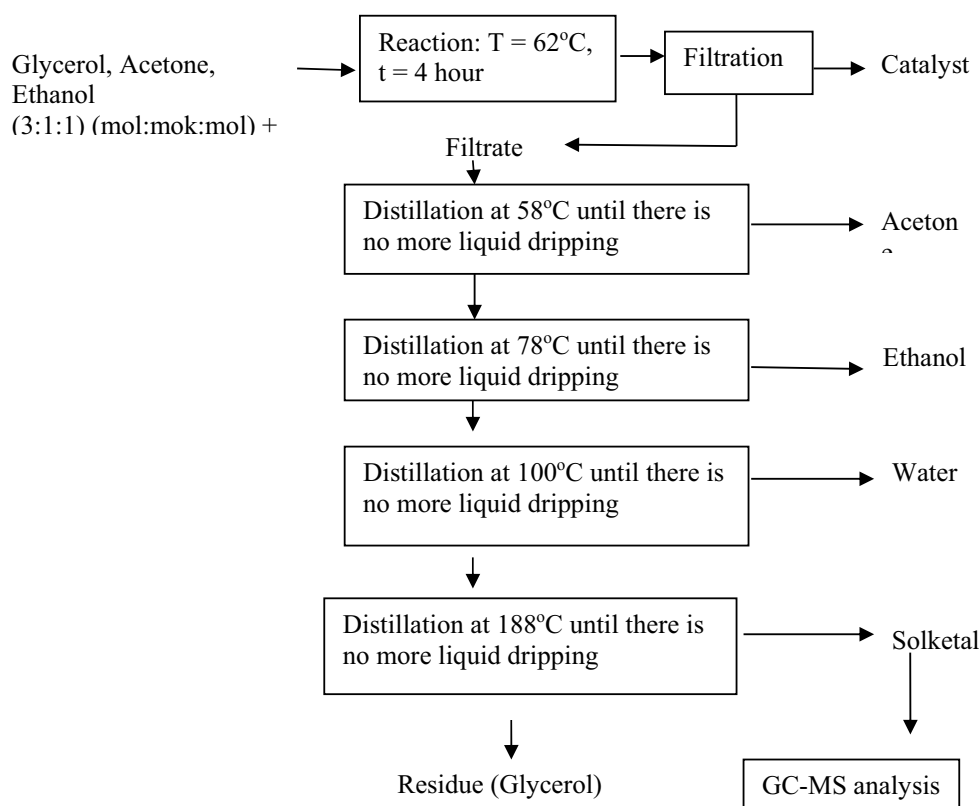 Glycerol, Acetone,
Ethanol
(3:1:1) (mol:mok:mol) +
Reaction: T = 62°C,
t = 4 hour
Filtration
Catalyst
Filtrate
Distillation at 58°C until there is
no more liquid dripping
Aceton
Distillation at 78°C until there is
no more liquid dripping
Ethanol
Distillation at 100°C until there is
no more liquid dripping
Water
Distillation at 188°C until there is
no more liquid dripping
Solketal
Residue (Glycerol)
GC-MS analysis